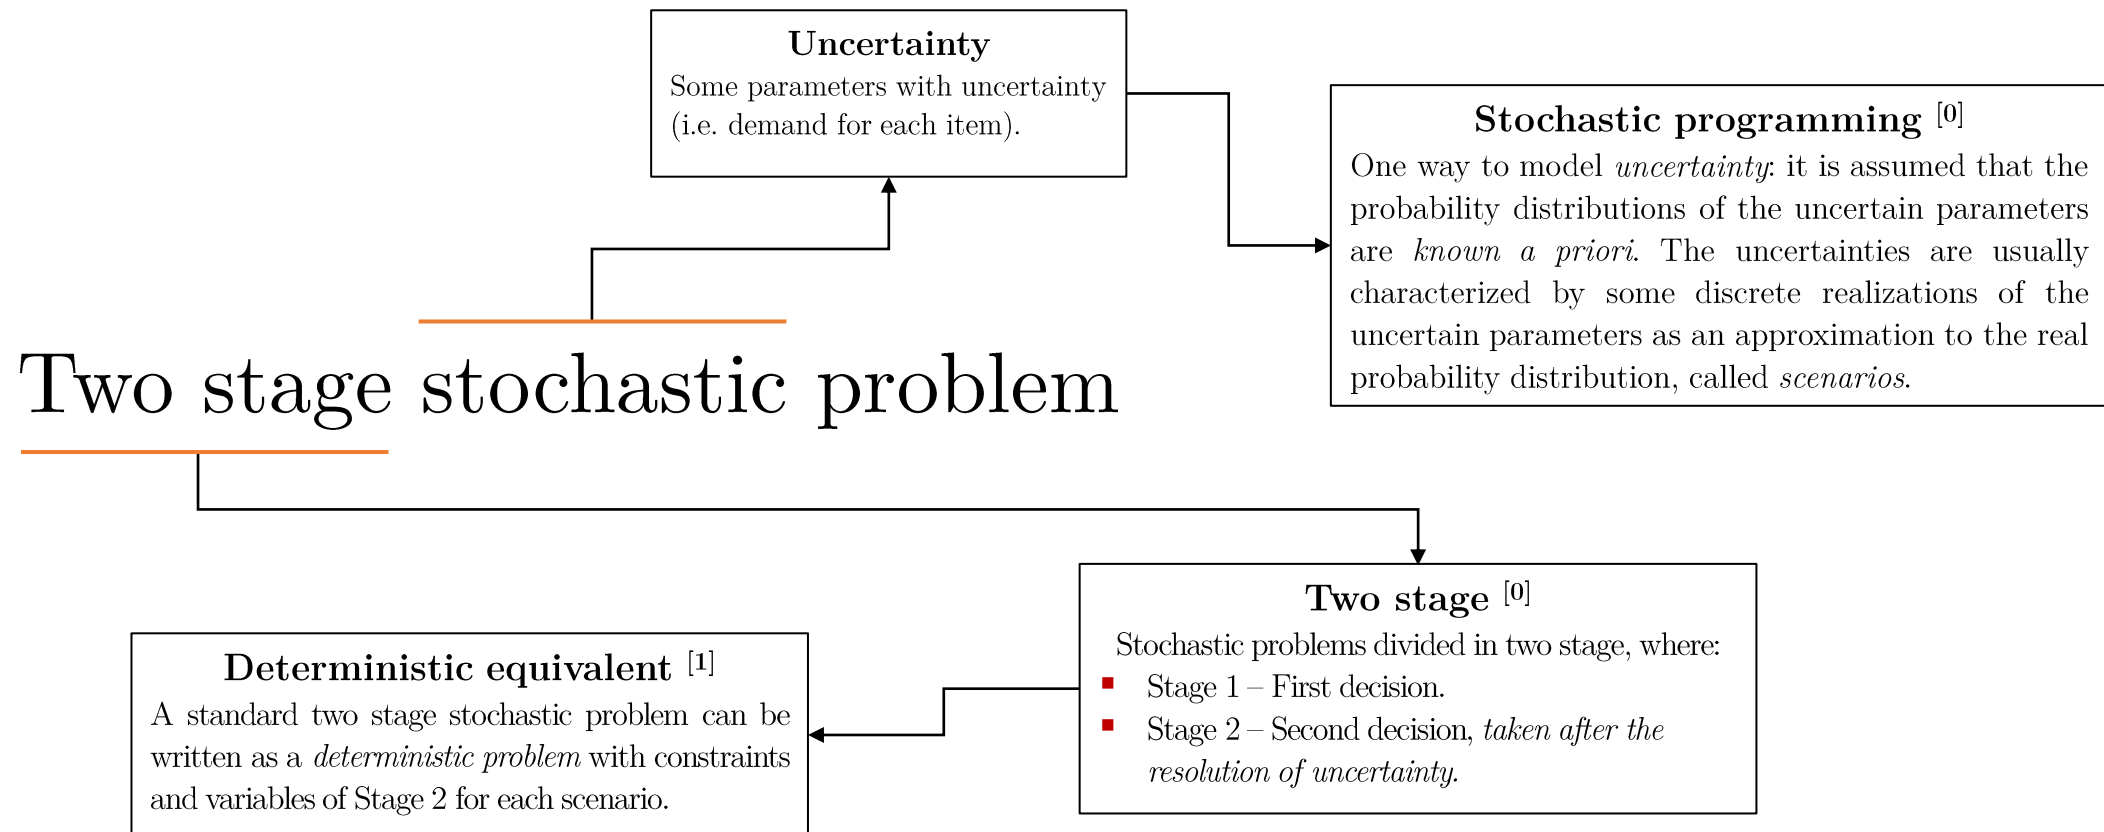 Uncertainty
Some parameters with uncertainty
(i.e. demand for each item).
Stochastic programming [0]
One way to model uncertainty: it is assumed that the
probability distributions of the uncertain parameters
are known a priori. The uncertainties are usually
characterized by some discrete realizations of the
uncertain parameters as an approximation to the real
probability distribution, called scenarios.
Two stage stochastic problem
Two stage [0]
Stochastic problems divided in two stage, where:
▪ Stage 1 – First decision.
▪ Stage 2 – Second decision, taken after the
resolution of uncertainty.
Deterministic equivalent [1]
A standard two stage stochastic problem can be
written as a deterministic problem with constraints
and variables of Stage 2 for each scenario.